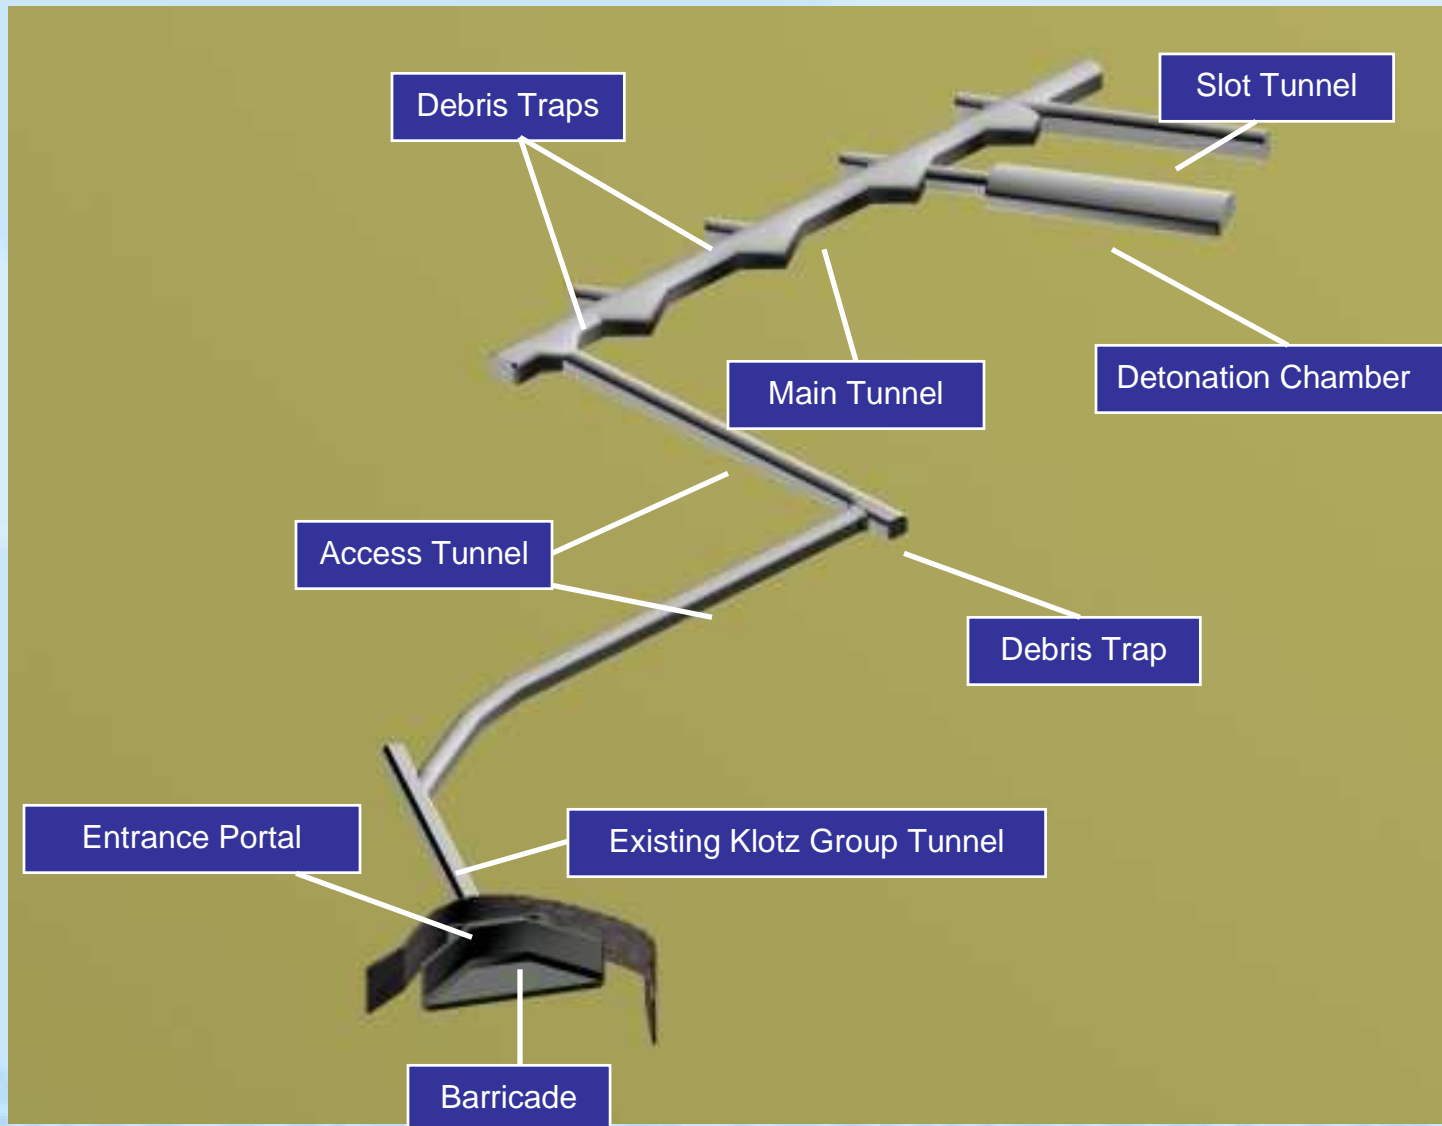 Slot Tunnel
Debris Traps
Main Tunnel
Detonation Chamber
Access Tunnel
Debris Trap
Entrance Portal
Existing Klotz Group Tunnel
Barricade